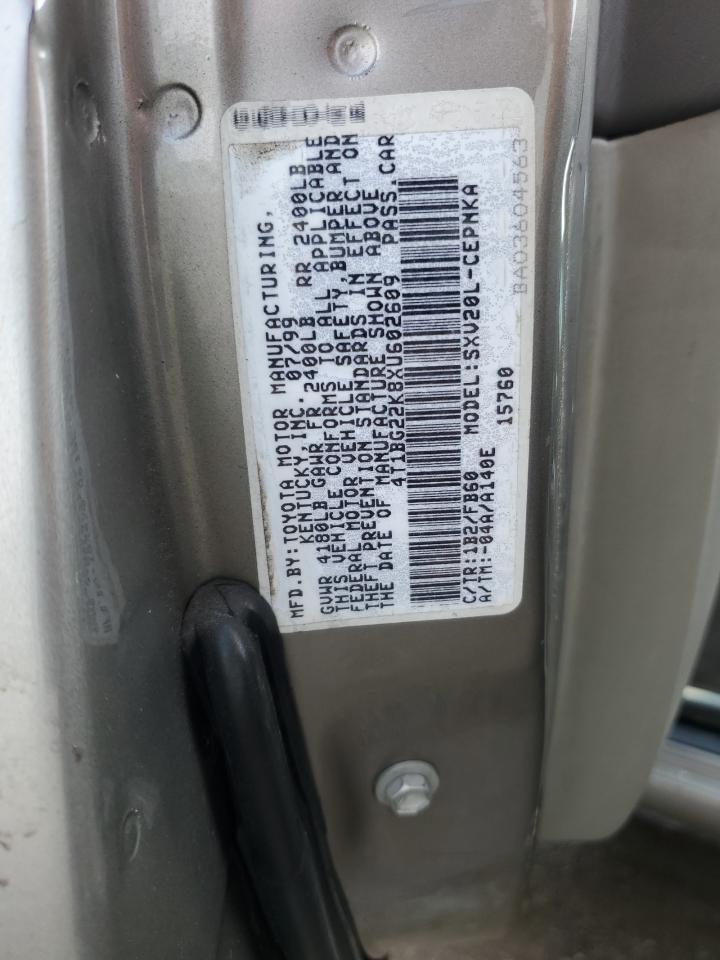 MFD.BY:TOYOTA MOTOR MANUFACTURING,
KENTUCKY,INC. 07/99
GVWR 4180LB GAWR FR 2400LB RR 2400LB
THIS VEHICLE CONFORMS TO ALL APPLICABLE
FEDERAL MOTOR VEHICLE SAFETY,BUMPER AND
THEFT PREVENTION STANDARDS IN EFFECT ON
THE DATE OF MANUFACTURE SHOWN ABOVE
4T1BG22K8XU602609 PASS.CAR
C/TR:1B2/FB60 MODEL:SXV20L-CEPNKA
A/TM:-04A/A140E 15760
BA03604563